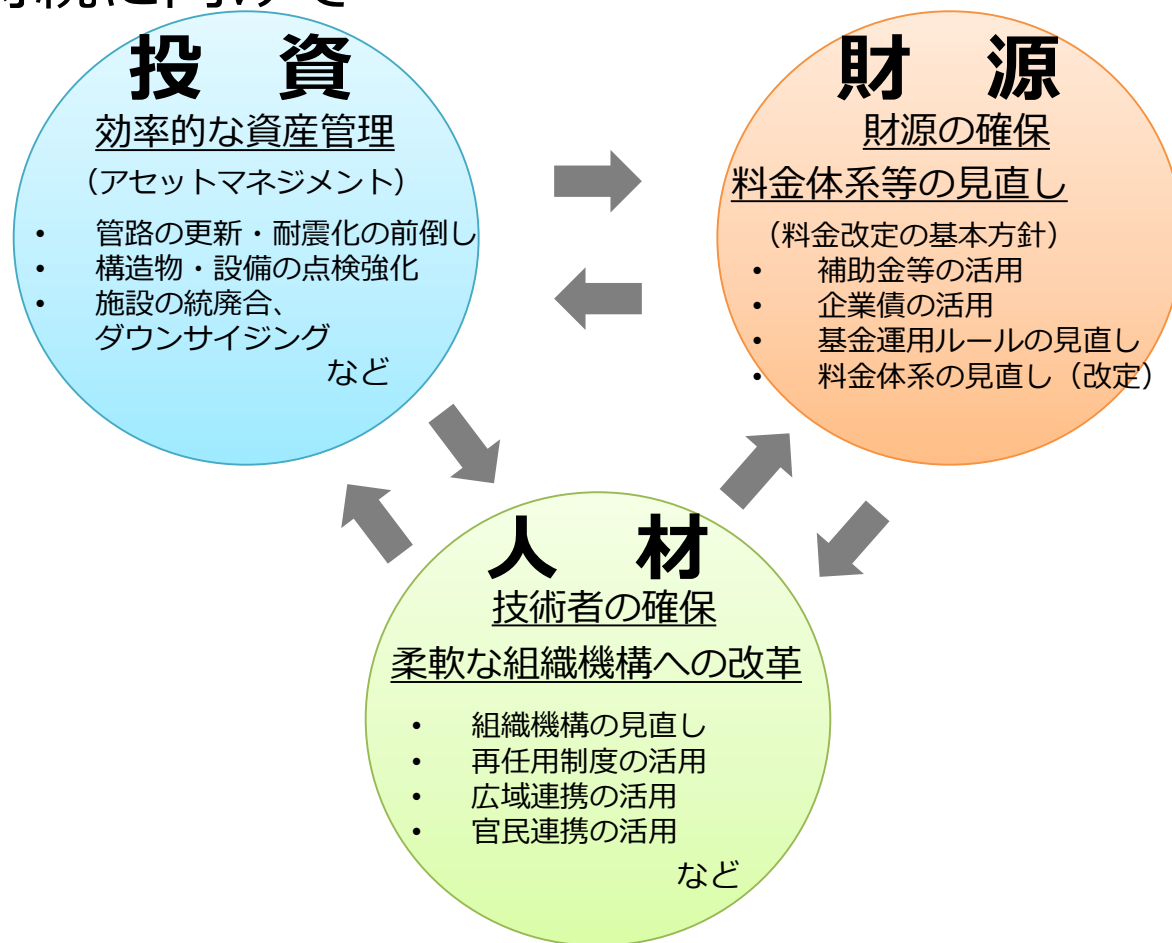 投　資
効率的な資産管理
（アセットマネジメント）
• 管路の更新・耐震化の前倒し
• 構造物・設備の点検強化
• 施設の統廃合、
ダウンサイジング
など
財　源
財源の確保
料金体系等の見直し
（料金改定の基本方針）
• 補助金等の活用
• 企業債の活用
• 基金運用ルールの見直し
• 料金体系の見直し（改定）
人　材
技術者の確保
柔軟な組織機構への改革
• 組織機構の見直し
• 再任用制度の活用
• 広域連携の活用
• 官民連携の活用
など